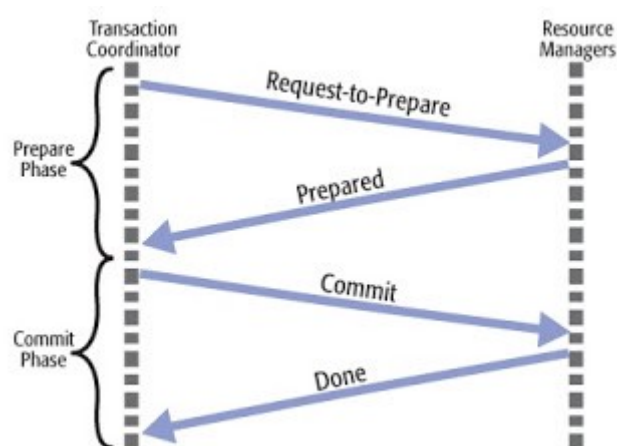 Transaction
Coordinator
Resource
Managers
Request-to-Prepare
Prepare
Phase
Prepared
Commit
Commit
Phase
Done